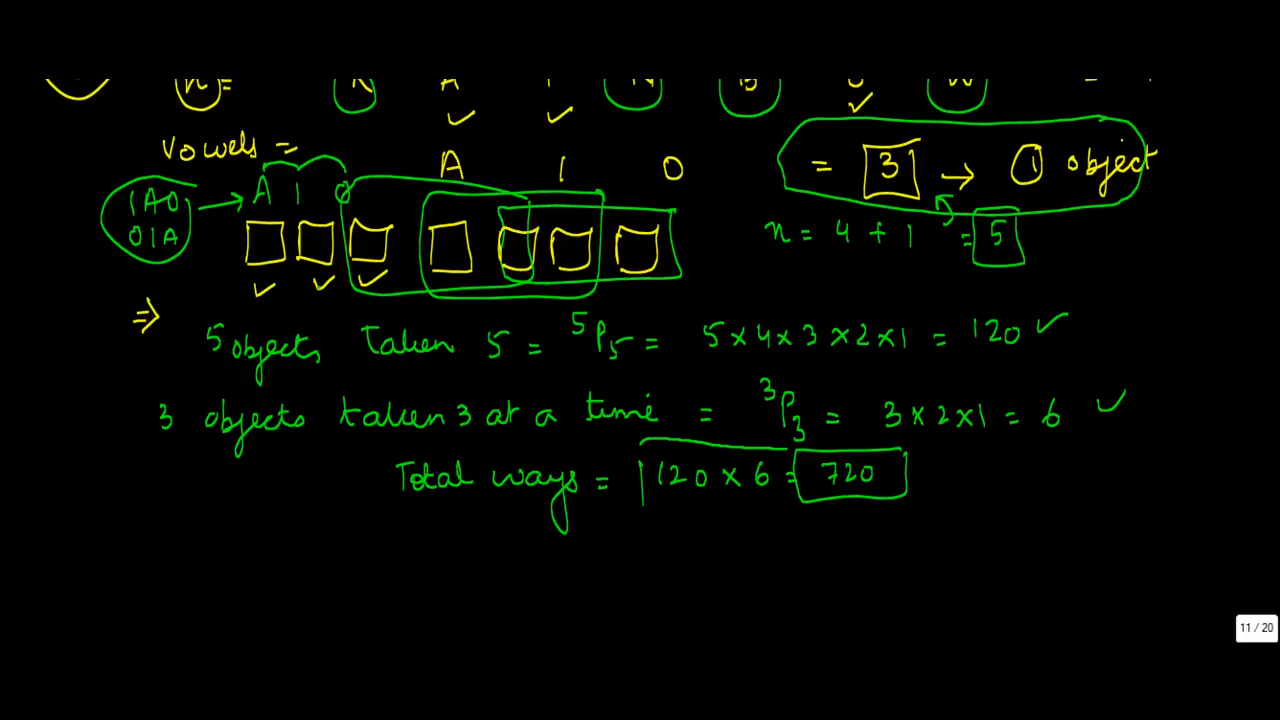 vowels = A I O = 3 → 1 object
IAO → A I O
OIA
n = 4 + 1 = 5
⇒ 5 objects Taken 5 = ⁵P₅ = 5×4×3×2×1 = 120 ✓
3 objects taken 3 at a time = ³P₃ = 3×2×1 = 6 ✓
Total ways = 120 × 6 = 720
11 / 20